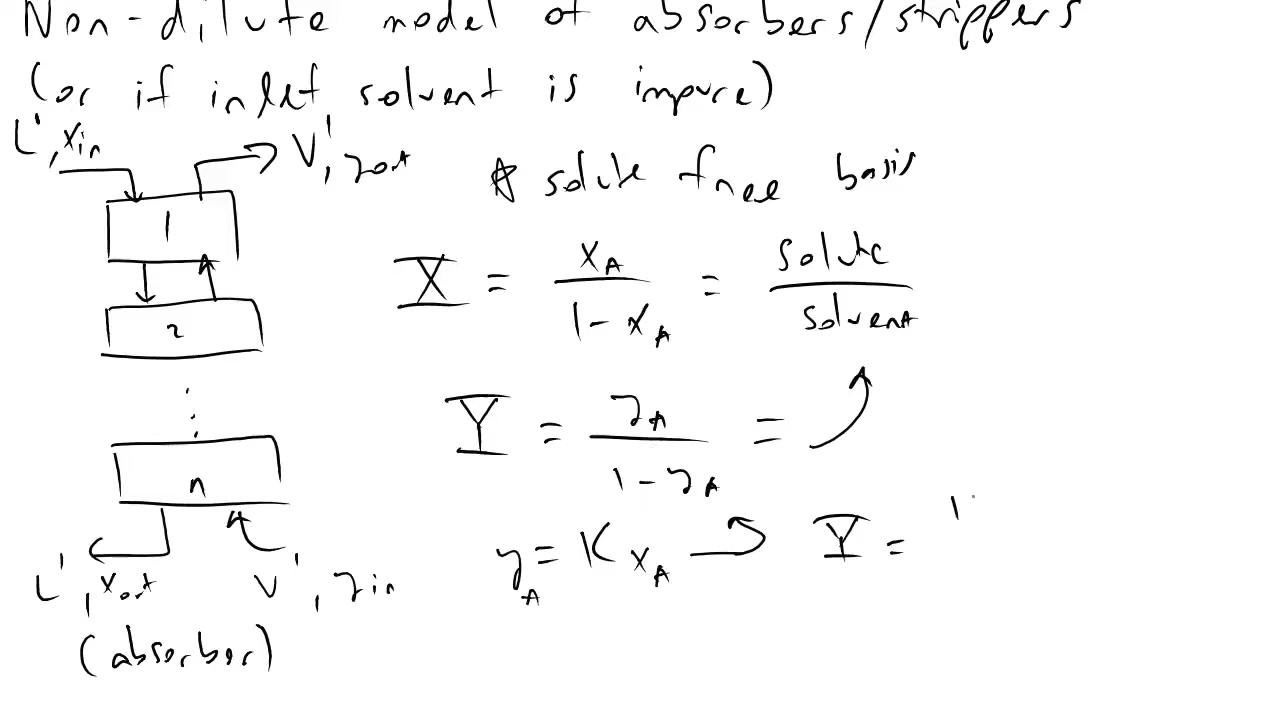 Non-dilute model of absorbers/strippers
(or if inlet solvent is impure)
L', x_in
V', y_out
* solute free basis
1
X = x_A / (1 - x_A) = solute / solvent
2
Y = y_A / (1 - y_A) =
n
y_A = K x_A → Y =
L', x_out
V', y_in
(absorber)